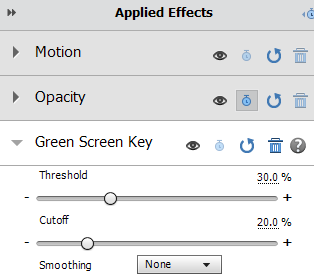 Applied Effects
Motion
Opacity
Green Screen Key
Threshold 30.0 %
- +
Cutoff 20.0 %
- +
Smoothing None